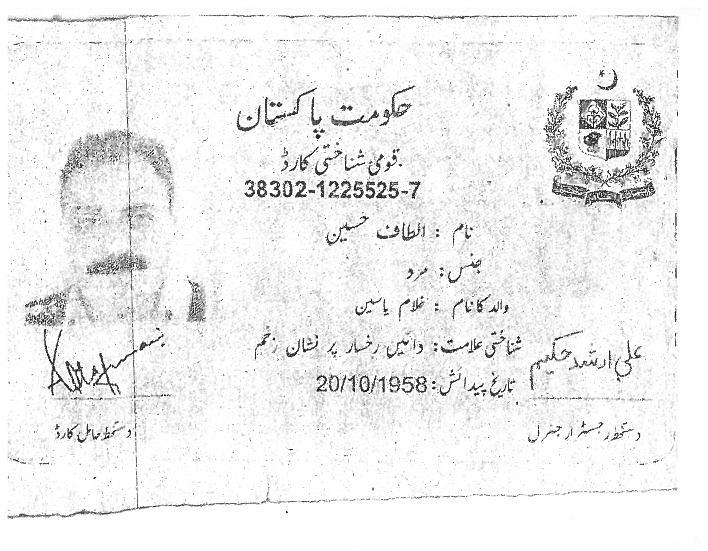 حکومت پاکستان
قومی شناختی کارڈ
38302-1225525-7
نام : الطاف حسین
جنس: مرد
والد کا نام : غلام یاسین
شناختی علامت: دائیں رخسار پر نشان زخم
تاریخ پیدائش: 20/10/1958
علی ارشد حکیم
دستخط رجسٹرار جنرل
دستخط حامل کارڈ